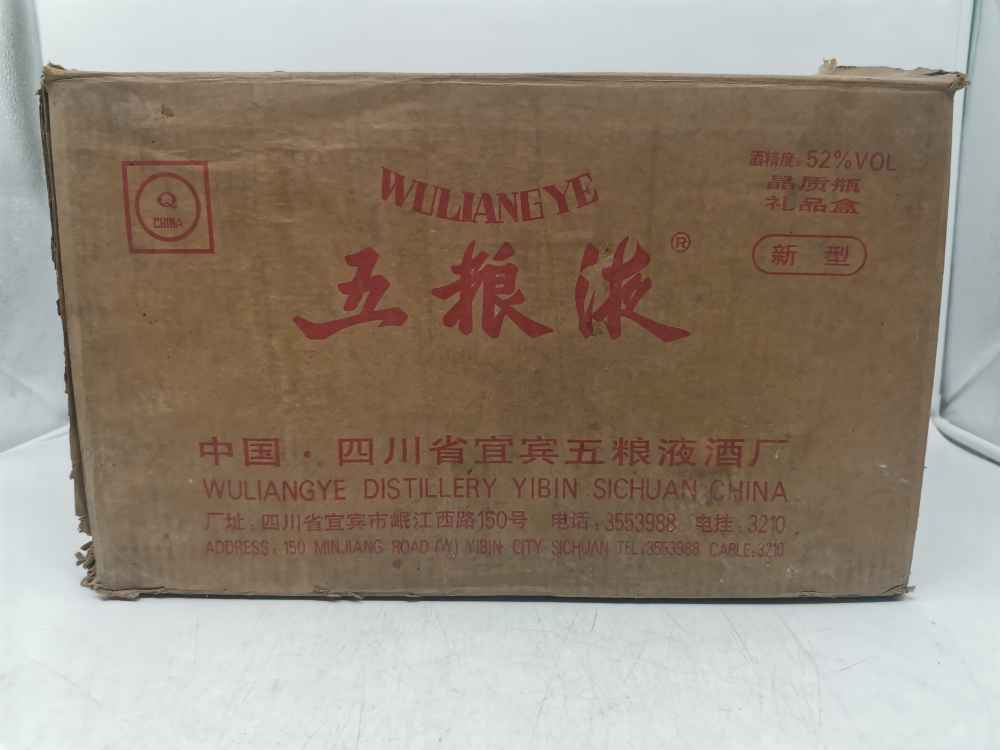 Q
CHINA
WULIANGYE
五粮液®
酒精度:52%VOL
晶质瓶
礼品盒
新型
中国·四川省宜宾五粮液酒厂
WULIANGYE DISTILLERY YIBIN SICHUAN CHINA
厂址:四川省宜宾市岷江西路150号 电话:3553988 电挂:3210
ADDRESS:150 MINJIANG ROAD (W) YIBIN CITY SICHUAN TEL:3553988 CABLE:3210